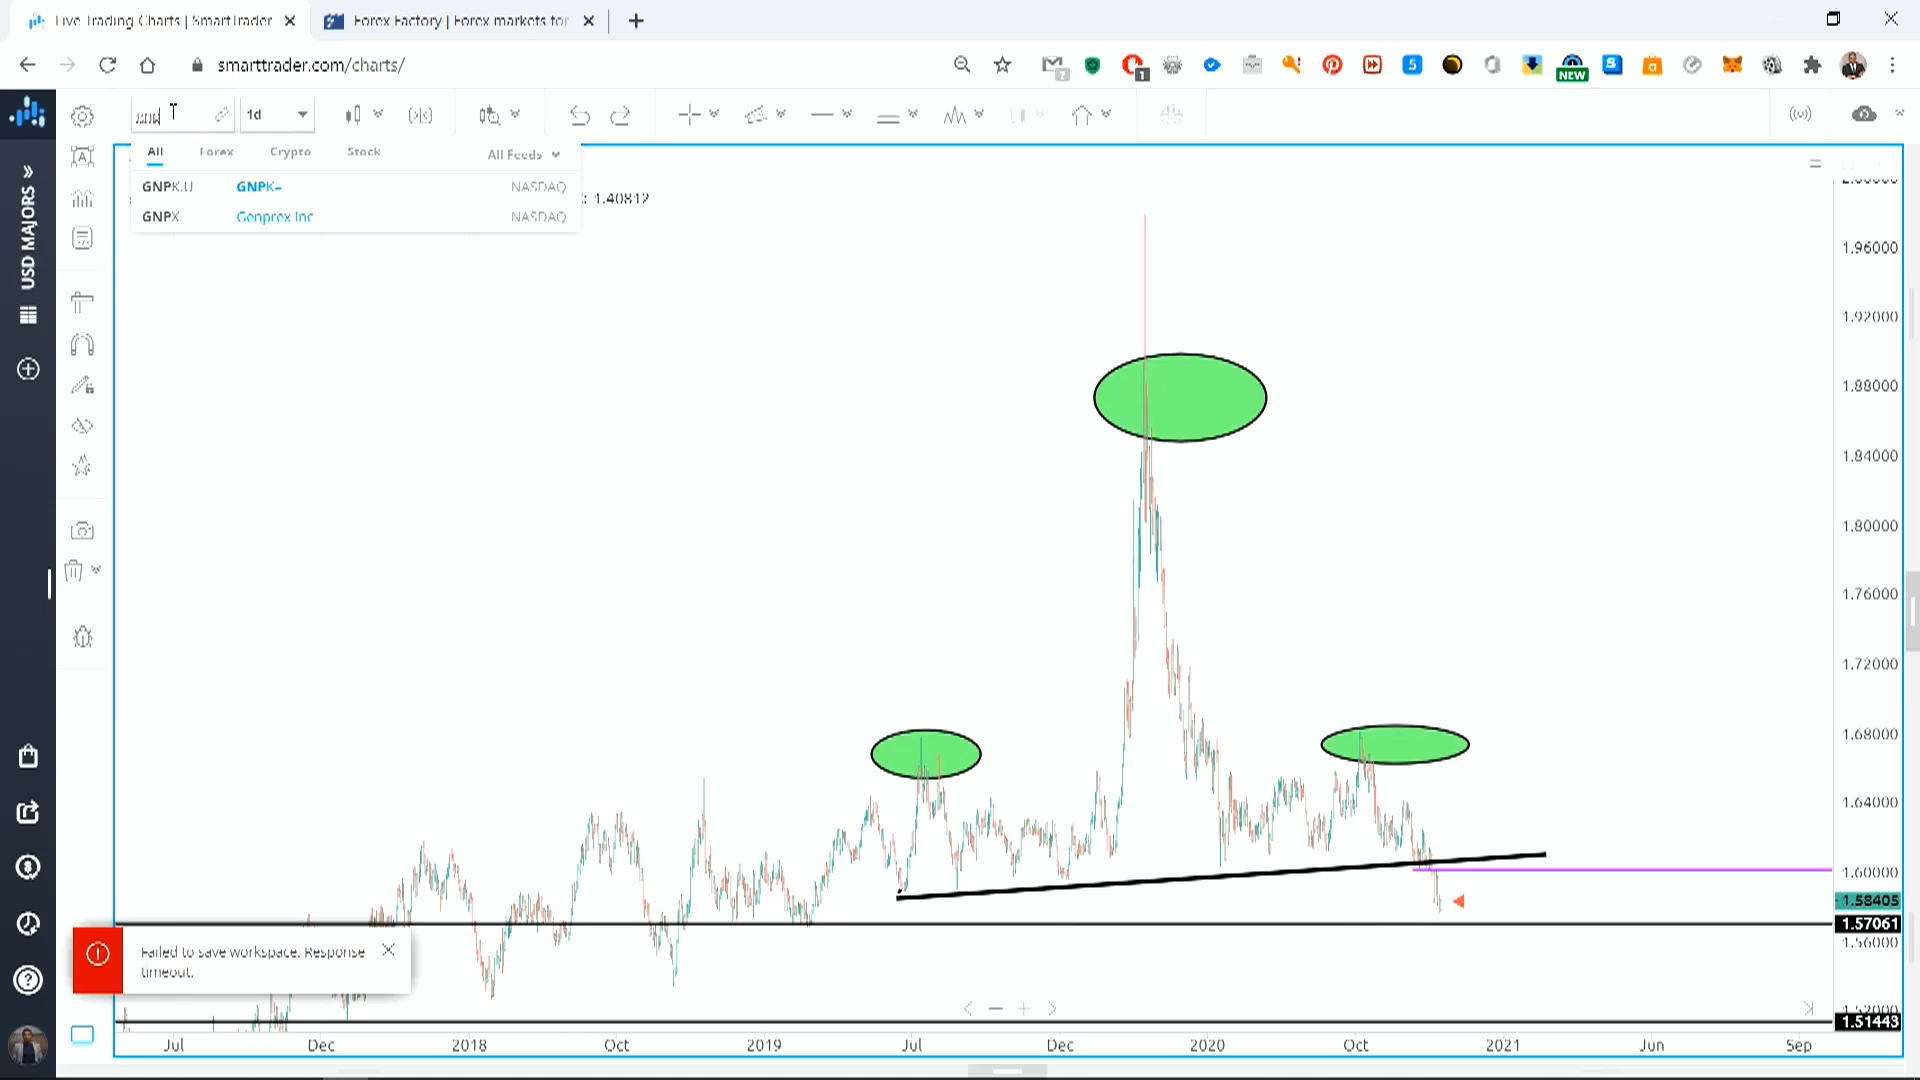 Live Trading Charts | SmartTrader
Forex Factory | Forex markets for
smarttrader.com/charts/
1
NEW
5
S
1d
All
Forex
Crypto
Stock
All Feeds
GNPK.U
GNPK=
NASDAQ
GNPX
Genprex Inc
NASDAQ
: 1.40812
USD MAJORS
1.96000
1.92000
1.88000
1.84000
1.80000
1.76000
1.72000
1.68000
1.64000
1.60000
1.58405
1.57061
1.56000
1.51443
Failed to save workspace. Response
timeout.
Jul
Dec
2018
Oct
2019
Jul
Dec
2020
Oct
2021
Jun
Sep